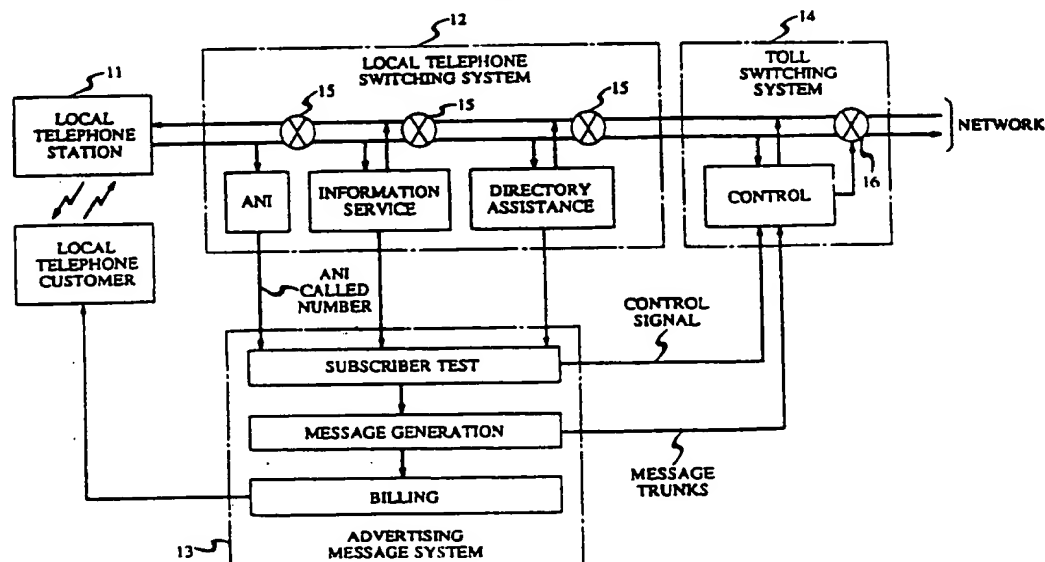 12
14
11
LOCAL TELEPHONE
SWITCHING SYSTEM
TOLL
SWITCHING
SYSTEM
15
15
15
LOCAL
TELEPHONE
STATION
NETWORK
16
ANI
INFORMATION
SERVICE
DIRECTORY
ASSISTANCE
CONTROL
LOCAL
TELEPHONE
CUSTOMER
ANI
CALLED
NUMBER
CONTROL
SIGNAL
SUBSCRIBER TEST
MESSAGE GENERATION
MESSAGE
TRUNKS
BILLING
13
ADVERTISING
MESSAGE SYSTEM